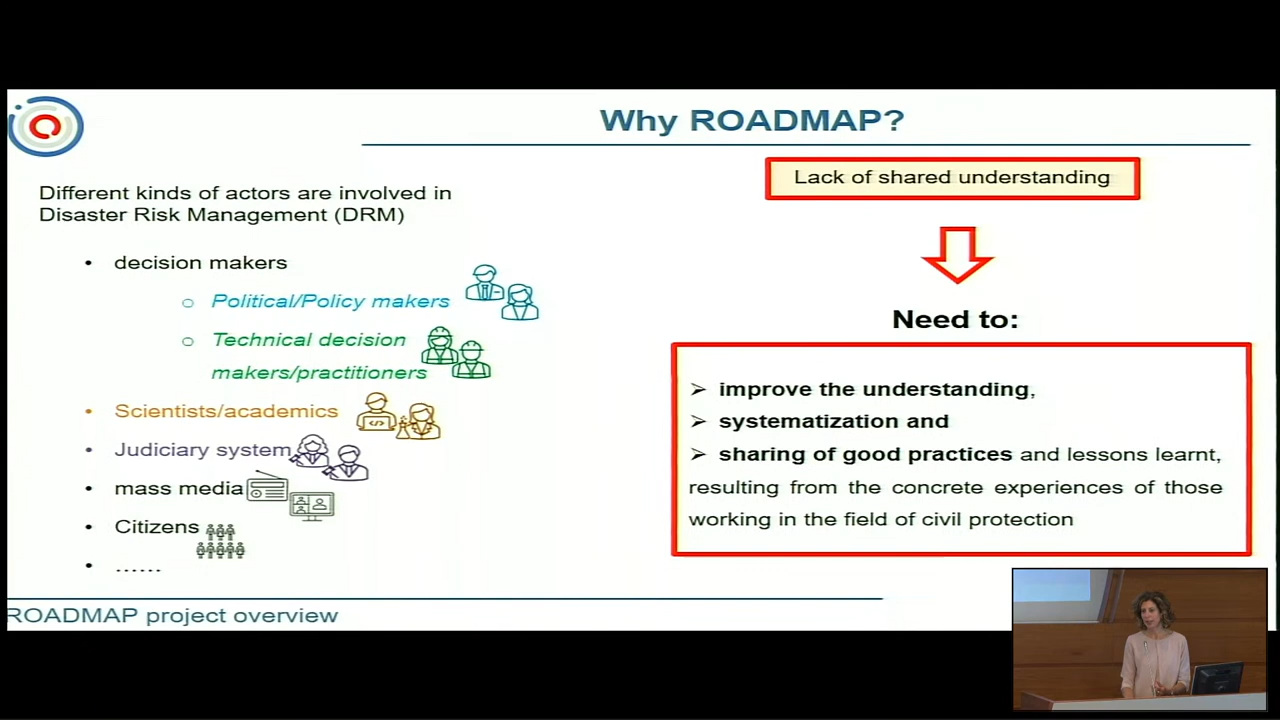 Why ROADMAP?
Different kinds of actors are involved in
Disaster Risk Management (DRM)
• decision makers
o Political/Policy makers
o Technical decision
makers/practitioners
• Scientists/academics
• Judiciary system
• mass media
• Citizens
• ......
Lack of shared understanding
Need to:
➢ improve the understanding,
➢ systematization and
➢ sharing of good practices and lessons learnt,
resulting from the concrete experiences of those
working in the field of civil protection
ROADMAP project overview